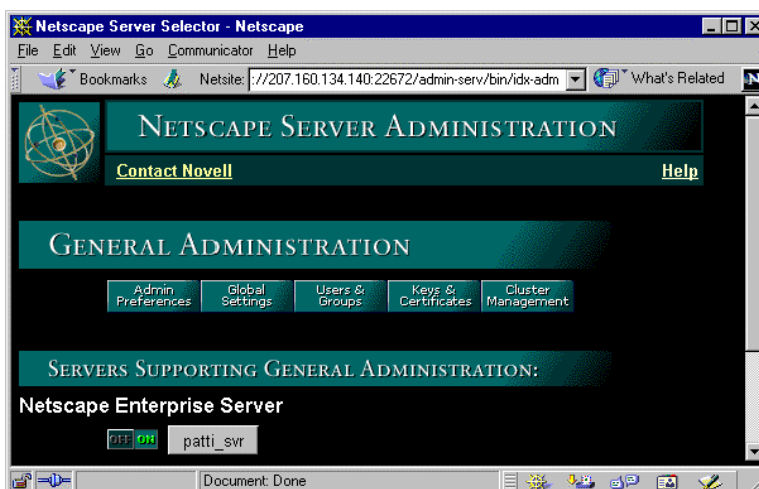 Netscape Server Selector - Netscape
File Edit View Go Communicator Help
Bookmarks Netsite: ://207.160.134.140:22672/admin-serv/bin/idx-adm What's Related N
NETSCAPE SERVER ADMINISTRATION
Contact Novell Help
GENERAL ADMINISTRATION
Admin Preferences Global Settings Users & Groups Keys & Certificates Cluster Management
SERVERS SUPPORTING GENERAL ADMINISTRATION:
Netscape Enterprise Server
OFF ON patti_svr
Document: Done